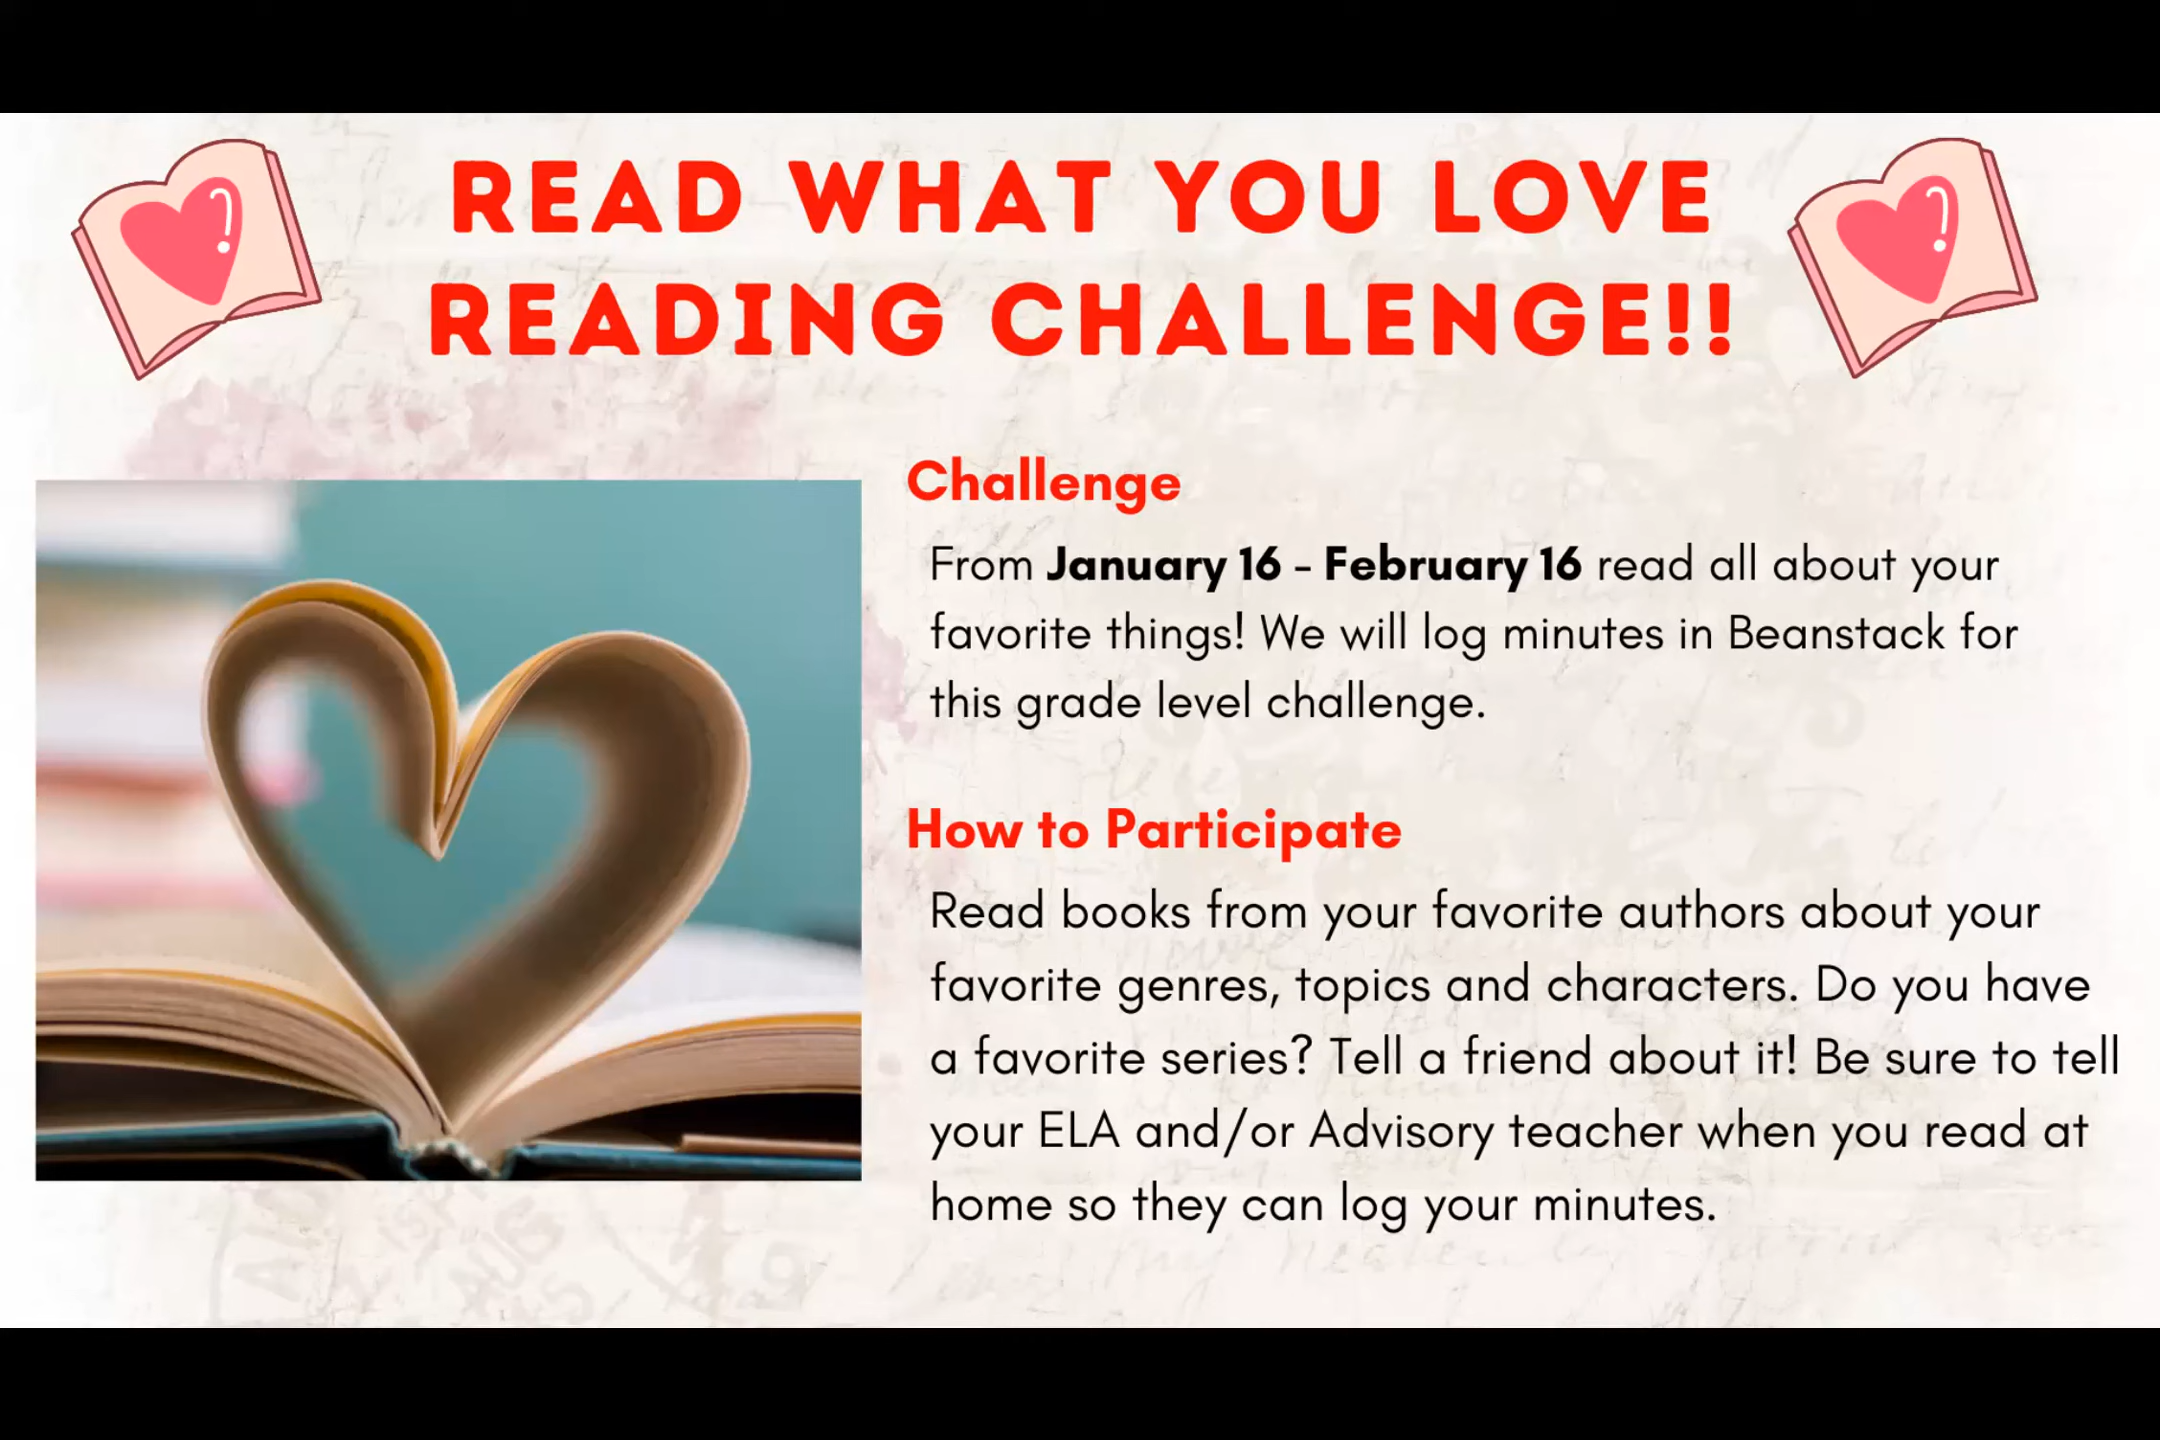 READ WHAT YOU LOVE
READING CHALLENGE!!
Challenge
From January 16 - February 16 read all about your
favorite things! We will log minutes in Beanstack for
this grade level challenge.
How to Participate
Read books from your favorite authors about your
favorite genres, topics and characters. Do you have
a favorite series? Tell a friend about it! Be sure to tell
your ELA and/or Advisory teacher when you read at
home so they can log your minutes.
AUG